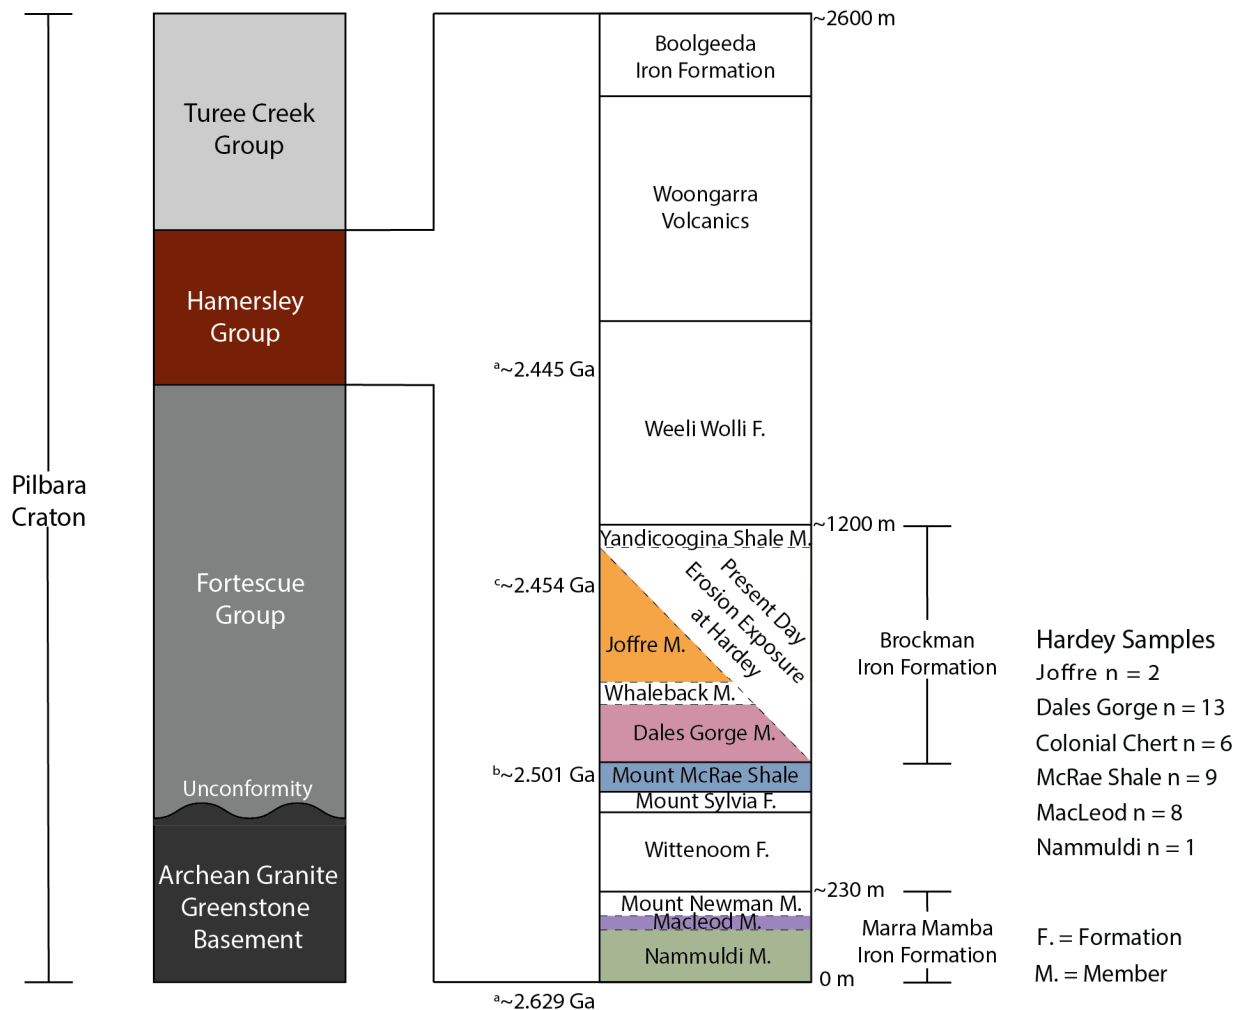 Pilbara
Craton
Turee Creek
Group
Hamersley
Group
Fortescue
Group
Unconformity
Archean Granite
Greenstone
Basement
~2600 m
Boolgeeda
Iron Formation
Woongarra
Volcanics
a~2.445 Ga
Weeli Wolli F.
~1200 m
Yandicoogina Shale M.
c~2.454 Ga
Present Day
Erosion Exposure
at Hardey
Joffre M.
Whaleback M.
Dales Gorge M.
b~2.501 Ga
Mount McRae Shale
Mount Sylvia F.
Wittenoom F.
~230 m
Mount Newman M.
Macleod M.
Nammuldi M.
0 m
a~2.629 Ga
Brockman
Iron Formation
Marra Mamba
Iron Formation
Hardey Samples
Joffre n = 2
Dales Gorge n = 13
Colonial Chert n = 6
McRae Shale n = 9
MacLeod n = 8
Nammuldi n = 1
F. = Formation
M. = Member